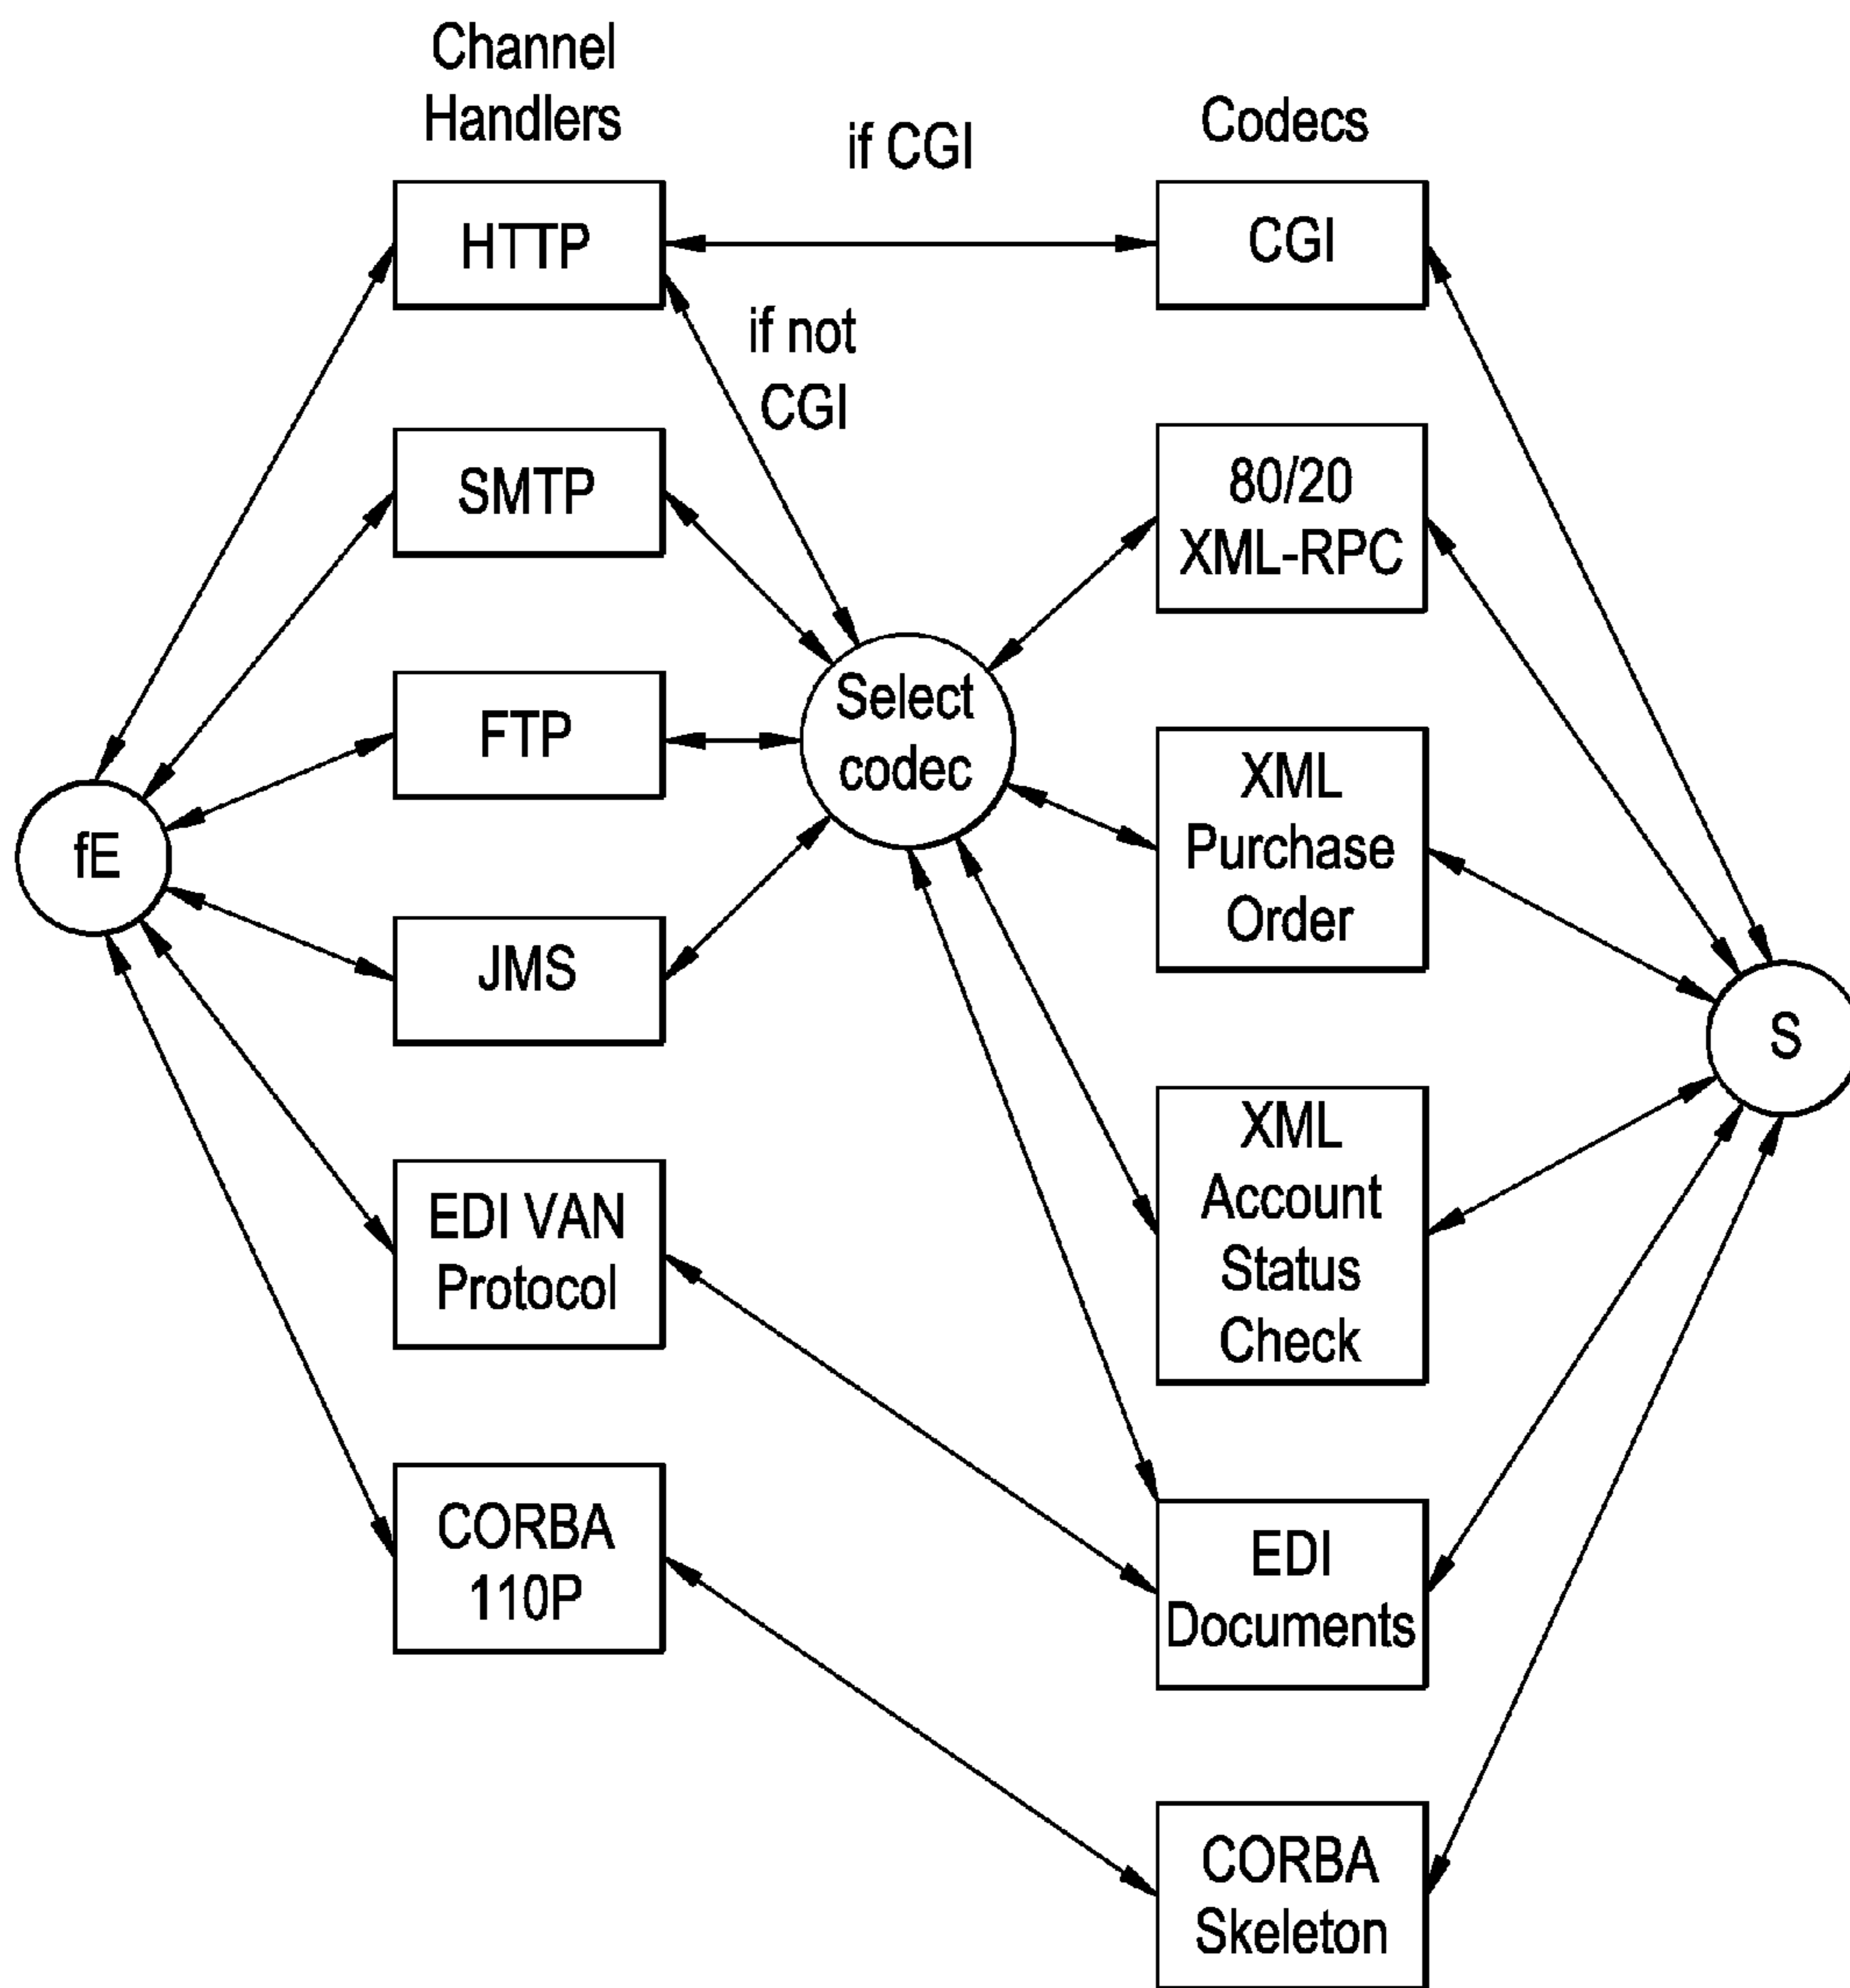 Channel
Handlers
if CGI
Codecs
HTTP
CGI
if not
CGI
SMTP
80/20
XML-RPC
FTP
Select
codec
XML
Purchase
Order
fE
JMS
S
EDI VAN
Protocol
XML
Account
Status
Check
CORBA
110P
EDI
Documents
CORBA
Skeleton